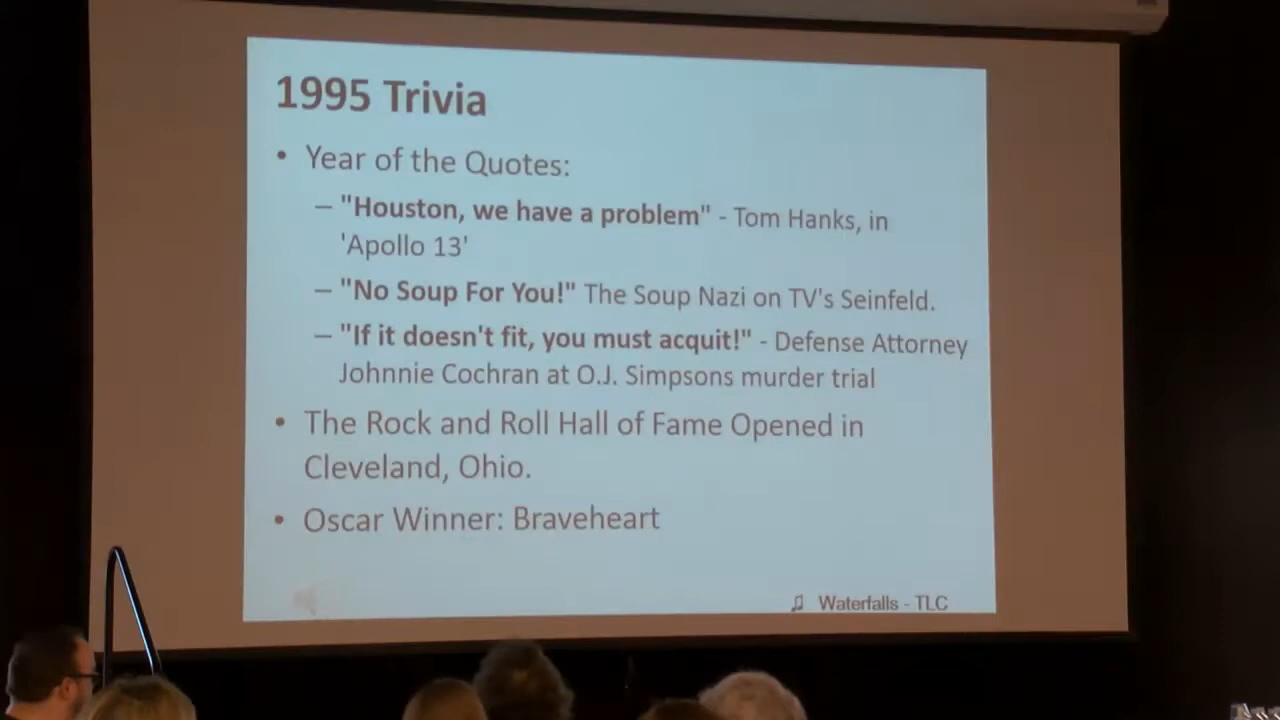 1995 Trivia
• Year of the Quotes:
– "Houston, we have a problem" - Tom Hanks, in
'Apollo 13'
– "No Soup For You!" The Soup Nazi on TV's Seinfeld.
– "If it doesn't fit, you must acquit!" - Defense Attorney
Johnnie Cochran at O.J. Simpsons murder trial
• The Rock and Roll Hall of Fame Opened in
Cleveland, Ohio.
• Oscar Winner: Braveheart
♫ Waterfalls - TLC